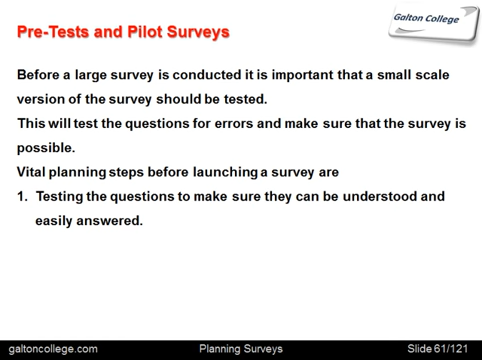 Galton College
Pre-Tests and Pilot Surveys
Before a large survey is conducted it is important that a small scale
version of the survey should be tested.
This will test the questions for errors and make sure that the survey is
possible.
Vital planning steps before launching a survey are
1. Testing the questions to make sure they can be understood and
easily answered.
galtoncollege.com Planning Surveys Slide 61/121